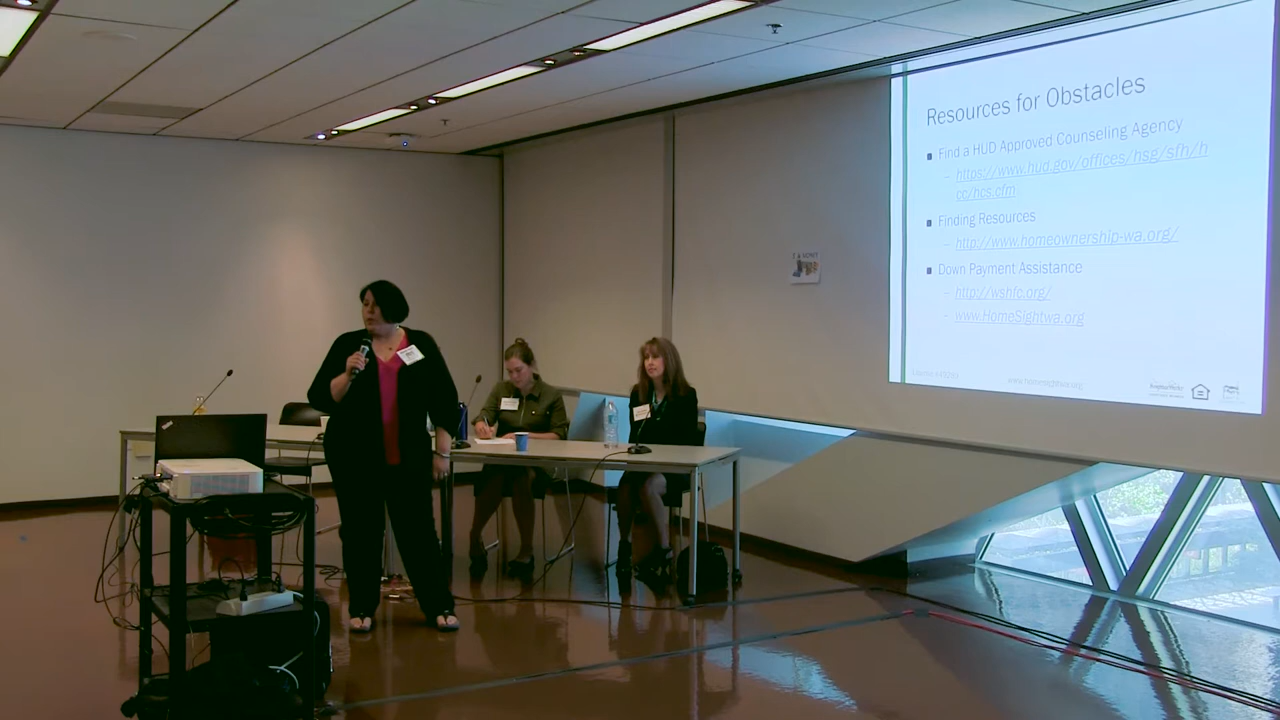 Resources for Obstacles
▪ Find a HUD Approved Counseling Agency
– https://www.hud.gov/offices/hsg/sfh/h
cc/hcs.cfm
▪ Finding Resources
– http://www.homeownership-wa.org/
▪ Down Payment Assistance
– http://wshfc.org/
– www.HomeSightwa.org
www.homesightwa.org